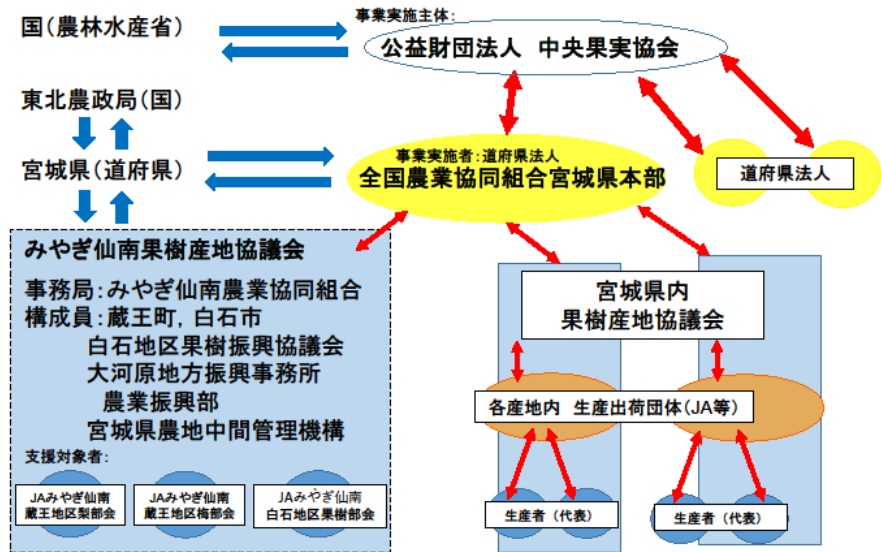 国(農林水産省)
事業実施主体:
公益財団法人 中央果実協会
東北農政局(国)
宮城県(道府県)
事業実施者:道府県法人
全国農業協同組合宮城県本部
道府県法人
みやぎ仙南果樹産地協議会
事務局:みやぎ仙南農業協同組合
構成員:蔵王町, 白石市
白石地区果樹振興協議会
大河原地方振興事務所
農業振興部
宮城県農地中間管理機構
支援対象者:
JAみやぎ仙南
蔵王地区梨部会
JAみやぎ仙南
蔵王地区梅部会
JAみやぎ仙南
白石地区果樹部会
宮城県内
果樹産地協議会
各産地内 生産出荷団体(JA等)
生産者(代表)
生産者(代表)